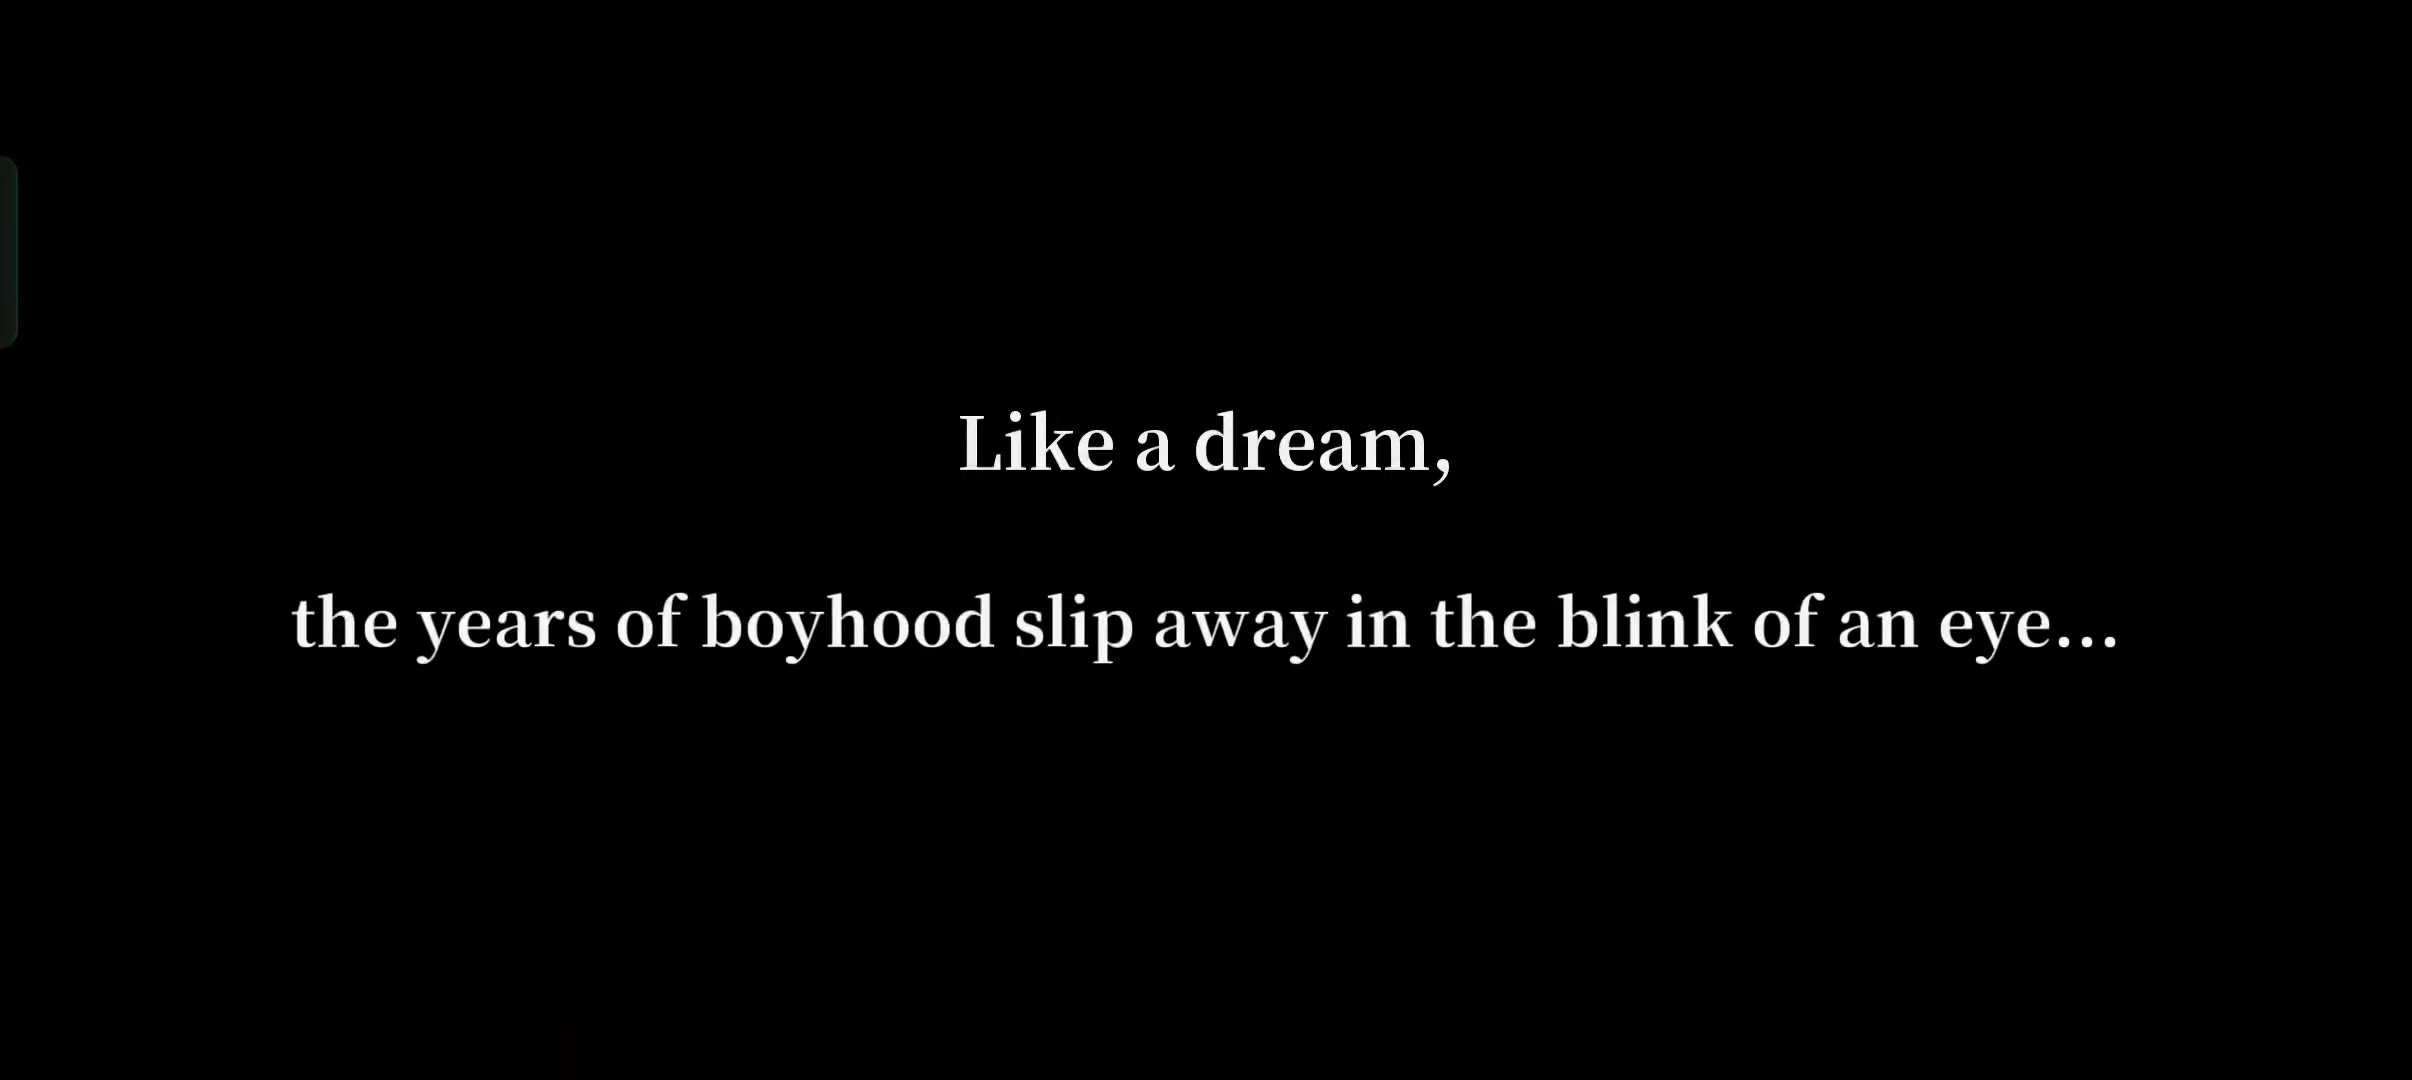 Like a dream,
the years of boyhood slip away in the blink of an eye...